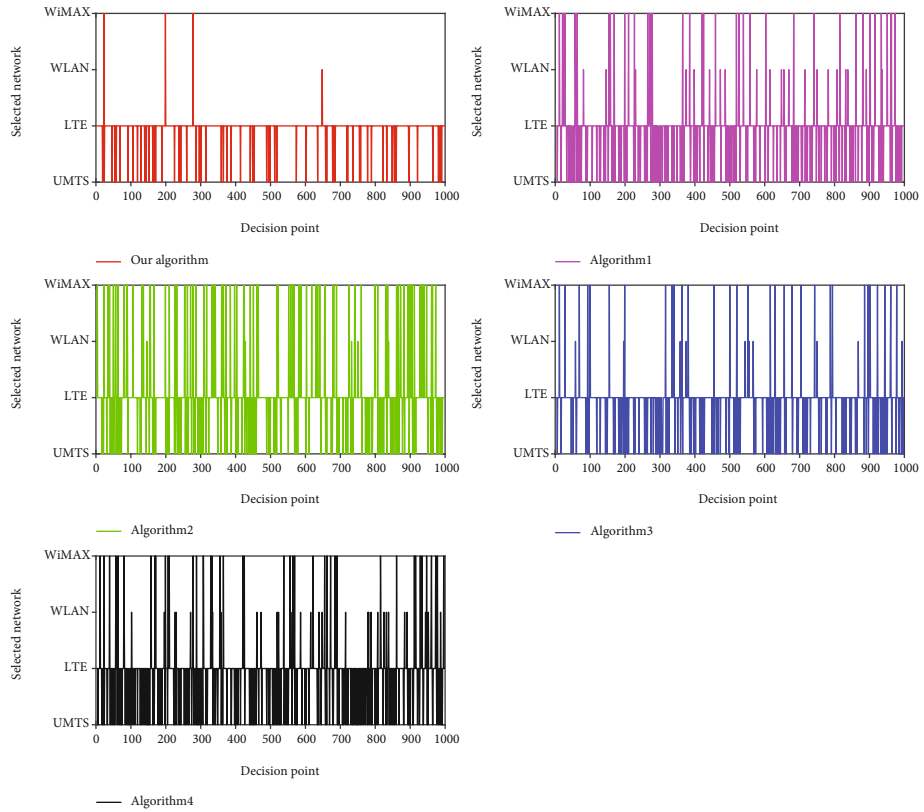 WiMAX
WLAN
LTE
UMTS
Selected network
0 100 200 300 400 500 600 700 800 900 1000
Decision point
Our algorithm
WiMAX
WLAN
LTE
UMTS
Selected network
0 100 200 300 400 500 600 700 800 900 1000
Decision point
Algorithm1
WiMAX
WLAN
LTE
UMTS
Selected network
0 100 200 300 400 500 600 700 800 900 1000
Decision point
Algorithm2
WiMAX
WLAN
LTE
UMTS
Selected network
0 100 200 300 400 500 600 700 800 900 1000
Decision point
Algorithm3
WiMAX
WLAN
LTE
UMTS
Selected network
0 100 200 300 400 500 600 700 800 900 1000
Decision point
Algorithm4